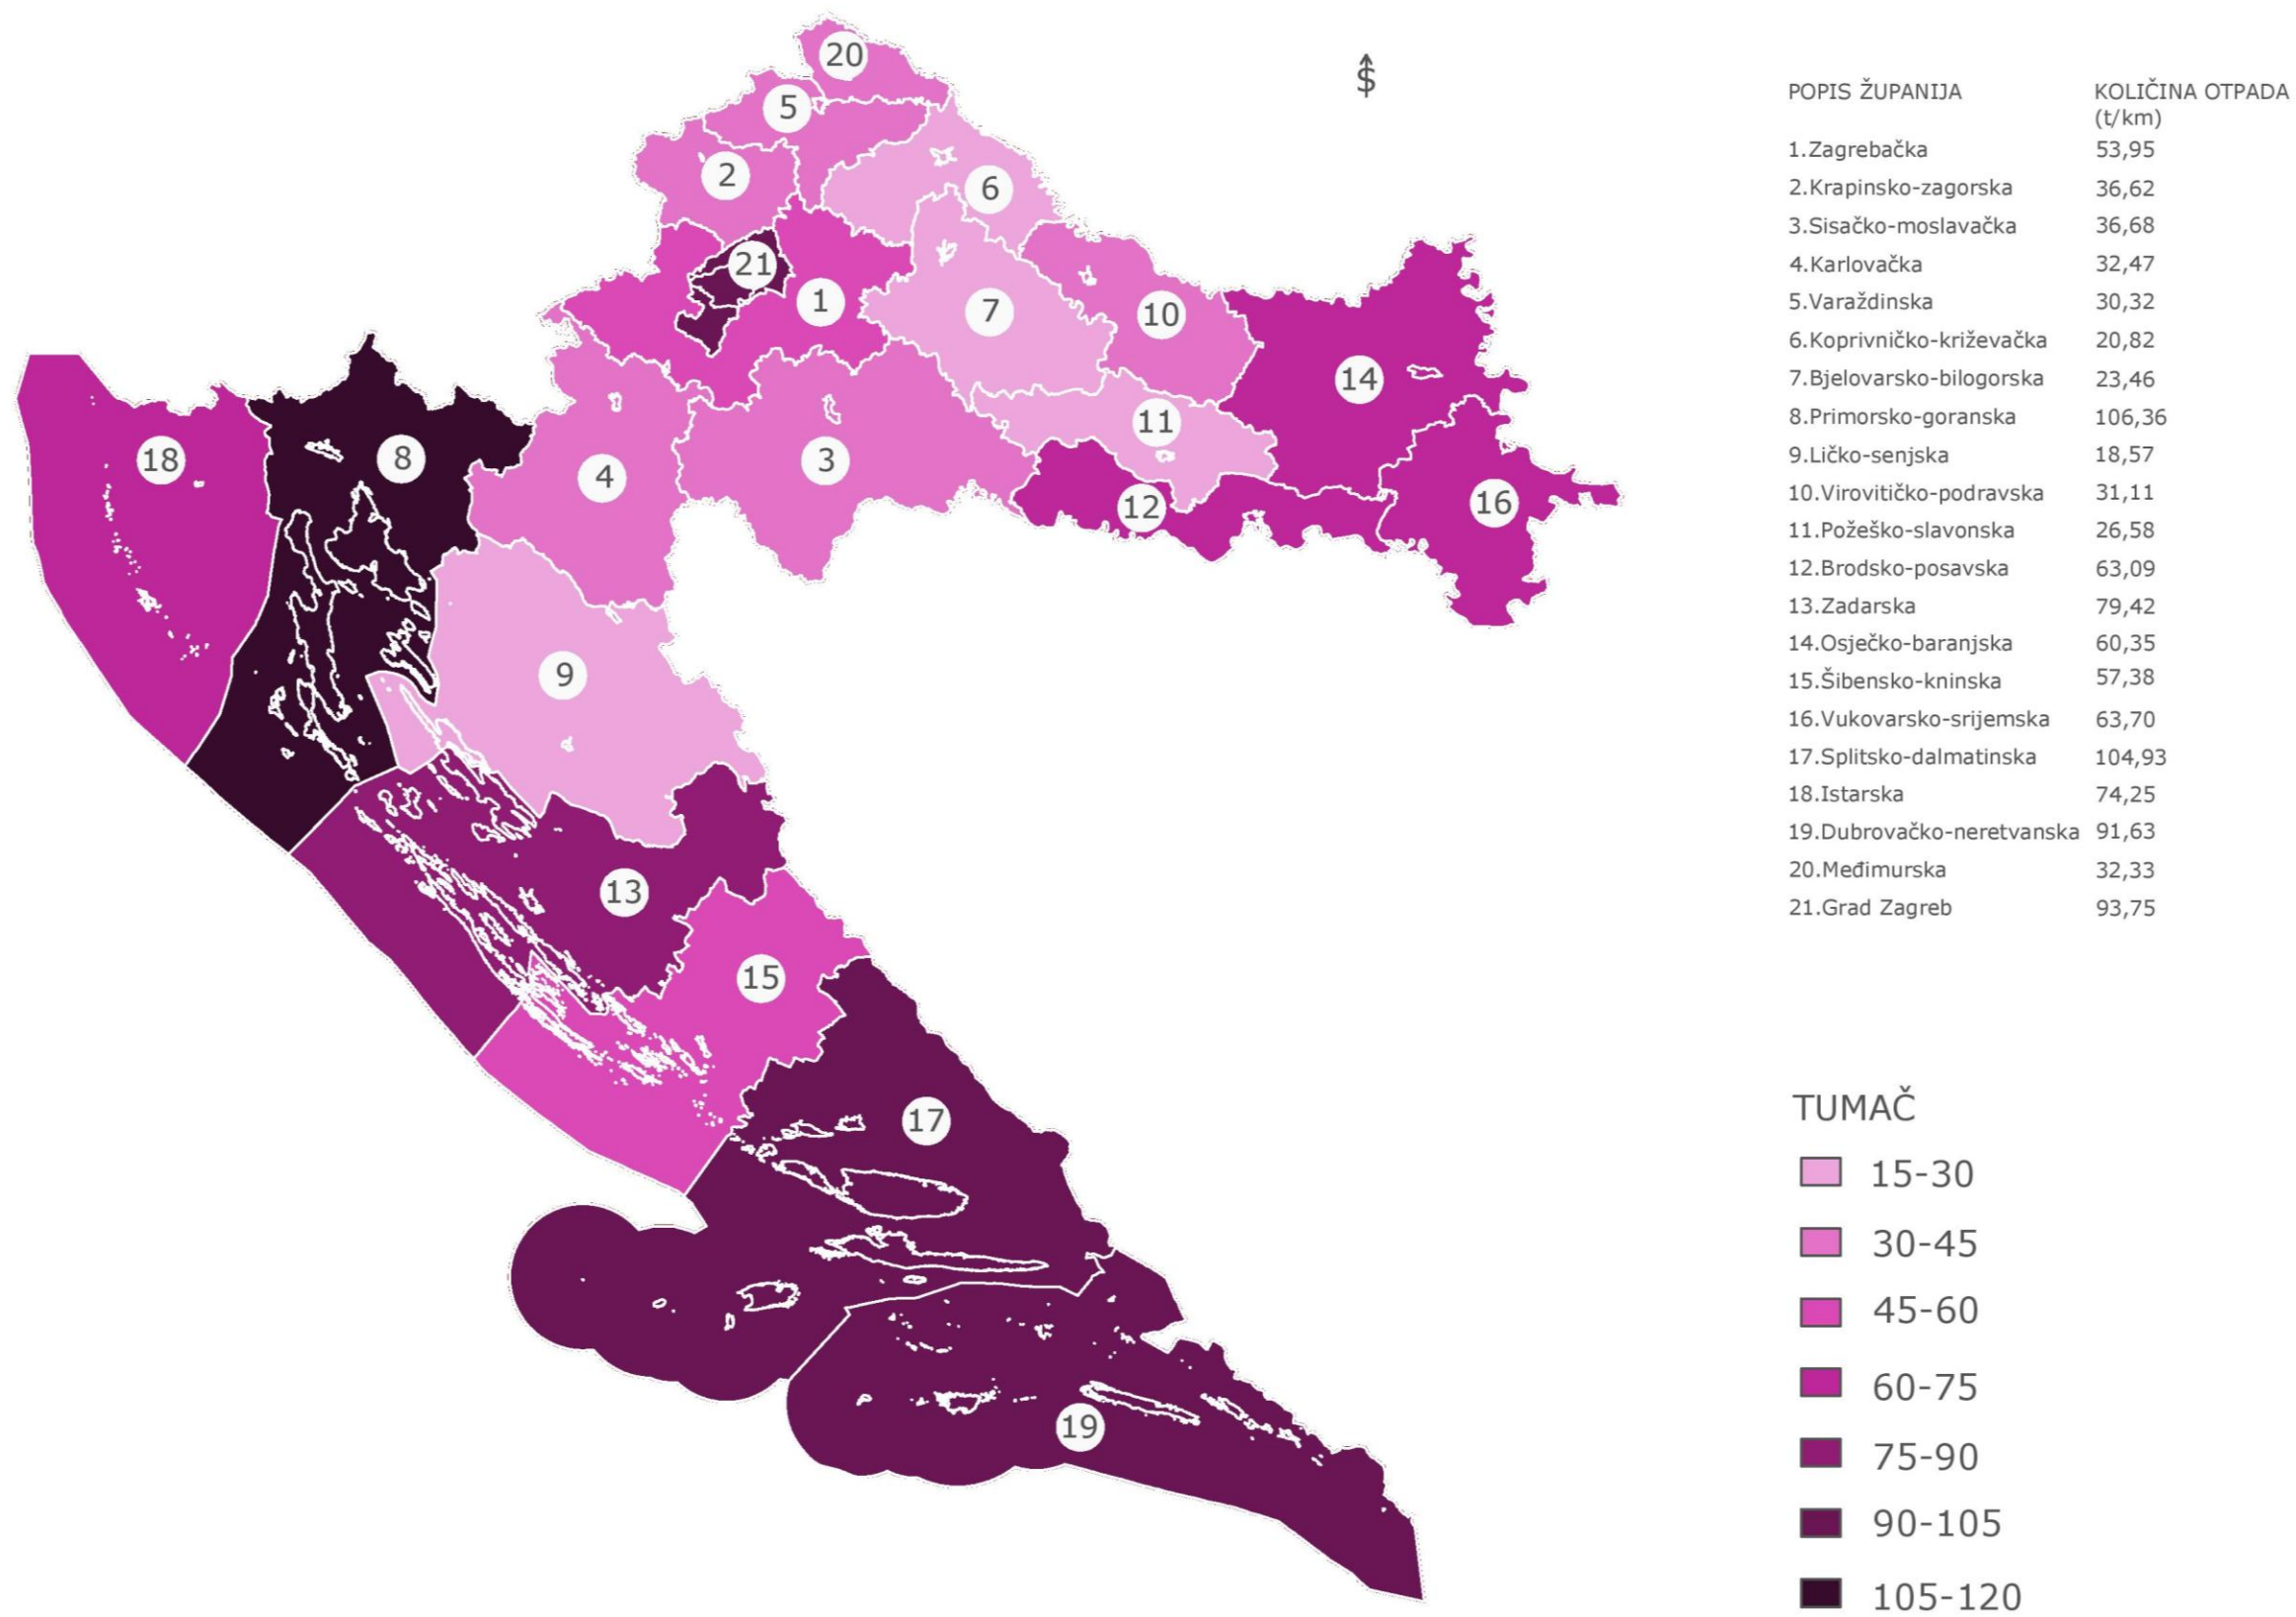 20
$
5
2
6
21
1
7
10
14
11
18
8
4
3
12
16
9
13
15
17
19
POPIS ŽUPANIJA KOLIČINA OTPADA
(t/km)
1.Zagrebačka 53,95
2.Krapinsko-zagorska 36,62
3.Sisačko-moslavačka 36,68
4.Karlovačka 32,47
5.Varaždinska 30,32
6.Koprivničko-križevačka 20,82
7.Bjelovarsko-bilogorska 23,46
8.Primorsko-goranska 106,36
9.Ličko-senjska 18,57
10.Virovitičko-podravska 31,11
11.Požeško-slavonska 26,58
12.Brodsko-posavska 63,09
13.Zadarska 79,42
14.Osječko-baranjska 60,35
15.Šibensko-kninska 57,38
16.Vukovarsko-srijemska 63,70
17.Splitsko-dalmatinska 104,93
18.Istarska 74,25
19.Dubrovačko-neretvanska 91,63
20.Međimurska 32,33
21.Grad Zagreb 93,75
TUMAČ
15-30
30-45
45-60
60-75
75-90
90-105
105-120